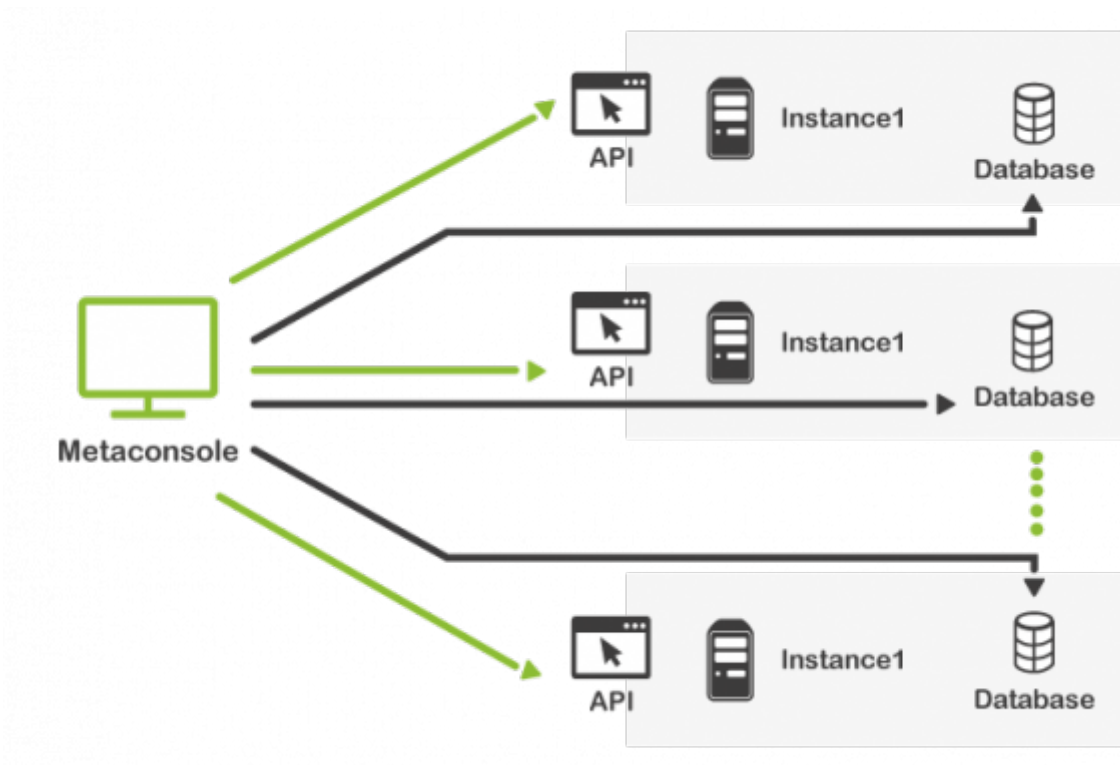 Instance1
API
Database
Instance1
API
Database
Metaconsole
Instance1
API
Database